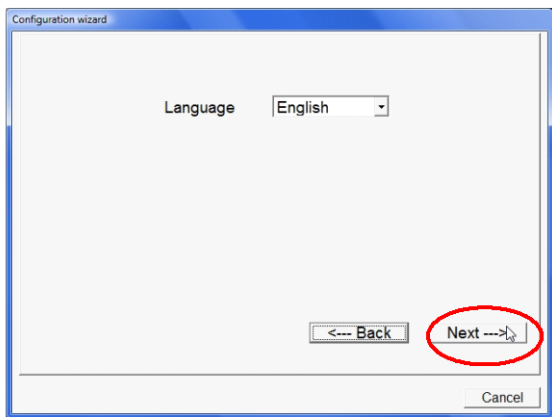 Configuration wizard
Language English
<--- Back Next --->
Cancel